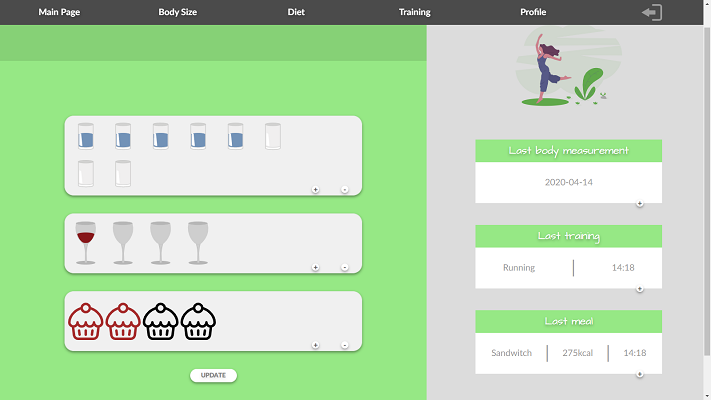 Main Page Body Size Diet Training Profile
+ -
+ -
+ -
UPDATE
Last body measurement
2020-04-14
+
Last training
Running 14:18
+
Last meal
Sandwitch 275kcal 14:18
+